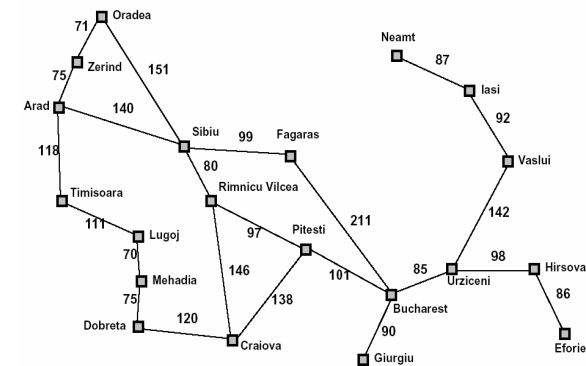 Oradea
71
Neamt
87
Zerind
151
75
Iasi
Arad
140
92
Sibiu
99
Fagaras
118
80
Vaslui
Timisoara
Rimnicu Vilcea
111
211
142
Lugoj
97
Pitesti
70
98
Hirsova
146
101
85
Mehadia
Urziceni
75
138
86
Bucharest
120
Dobreta
90
Eforie
Craiova
Giurgiu